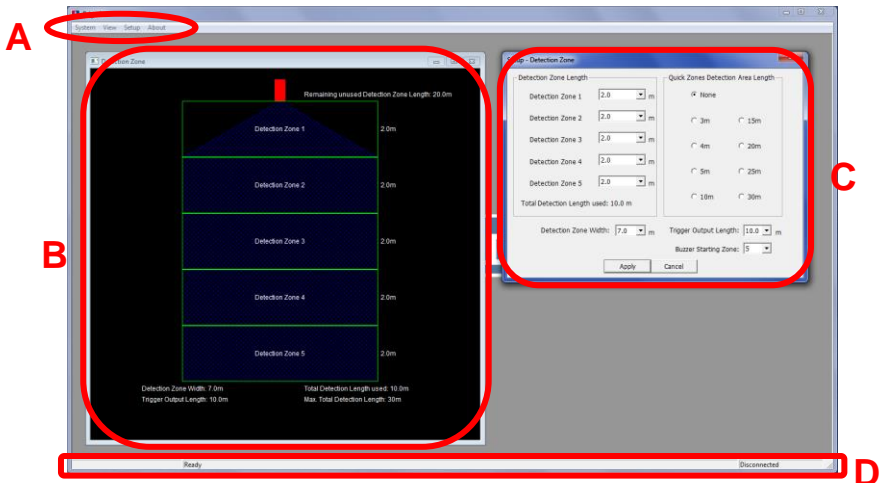 A
System View Setup About
Detection Zone
Remaining unused Detection Zone Length: 20.0m
Detection Zone 1
2.0m
Detection Zone 2
2.0m
Detection Zone 3
2.0m
Detection Zone 4
2.0m
Detection Zone 5
2.0m
Detection Zone Width: 7.0m
Total Detection Length used: 10.0m
Trigger Output Length: 10.0m
Max. Total Detection Length: 30m
B
Setup - Detection Zone
Detection Zone Length
Detection Zone 1 2.0 m
Detection Zone 2 2.0 m
Detection Zone 3 2.0 m
Detection Zone 4 2.0 m
Detection Zone 5 2.0 m
Total Detection Length used: 10.0 m
Quick Zones Detection Area Length
None
3m 15m
4m 20m
5m 25m
10m 30m
Detection Zone Width: 7.0 m
Trigger Output Length: 10.0 m
Buzzer Starting Zone: 5
Apply Cancel
C
Ready
Disconnected
D